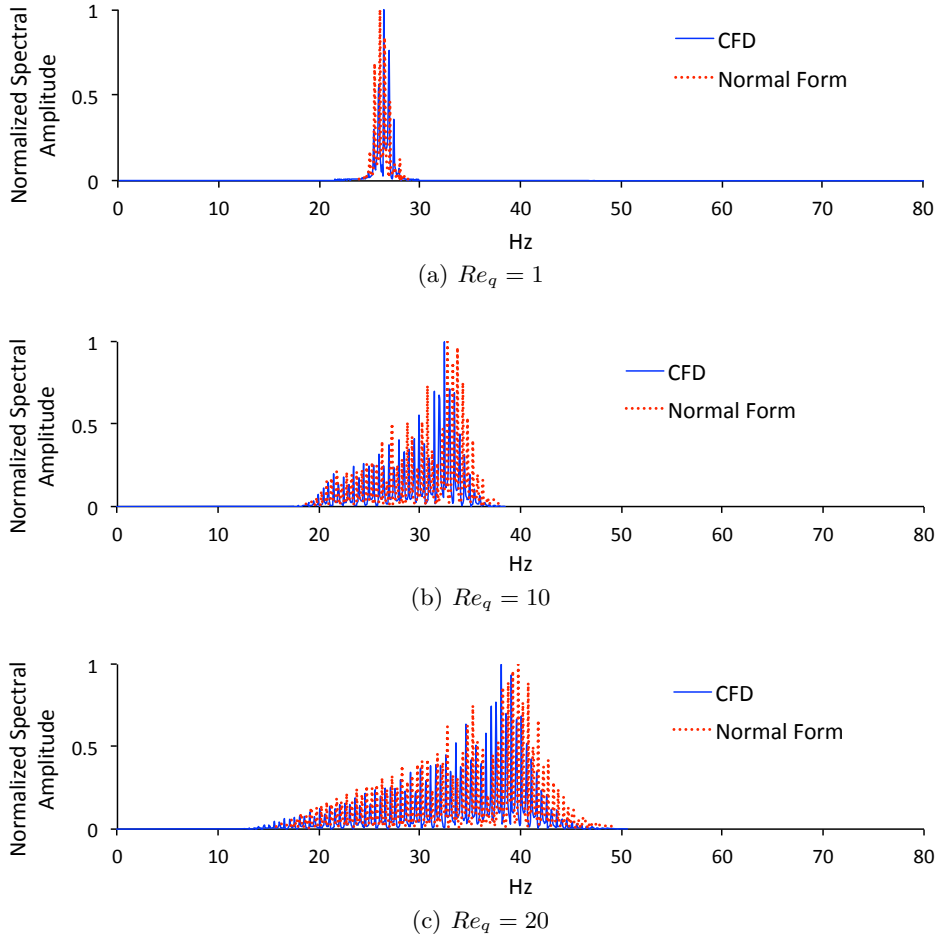 Normalized Spectral
Amplitude
1
0.5
0
CFD
Normal Form
0 10 20 30 40 50 60 70 80
Hz
(a) Re_q = 1
Normalized Spectral
Amplitude
1
0.5
0
CFD
Normal Form
0 10 20 30 40 50 60 70 80
Hz
(b) Re_q = 10
Normalized Spectral
Amplitude
1
0.5
0
CFD
Normal Form
0 10 20 30 40 50 60 70 80
Hz
(c) Re_q = 20